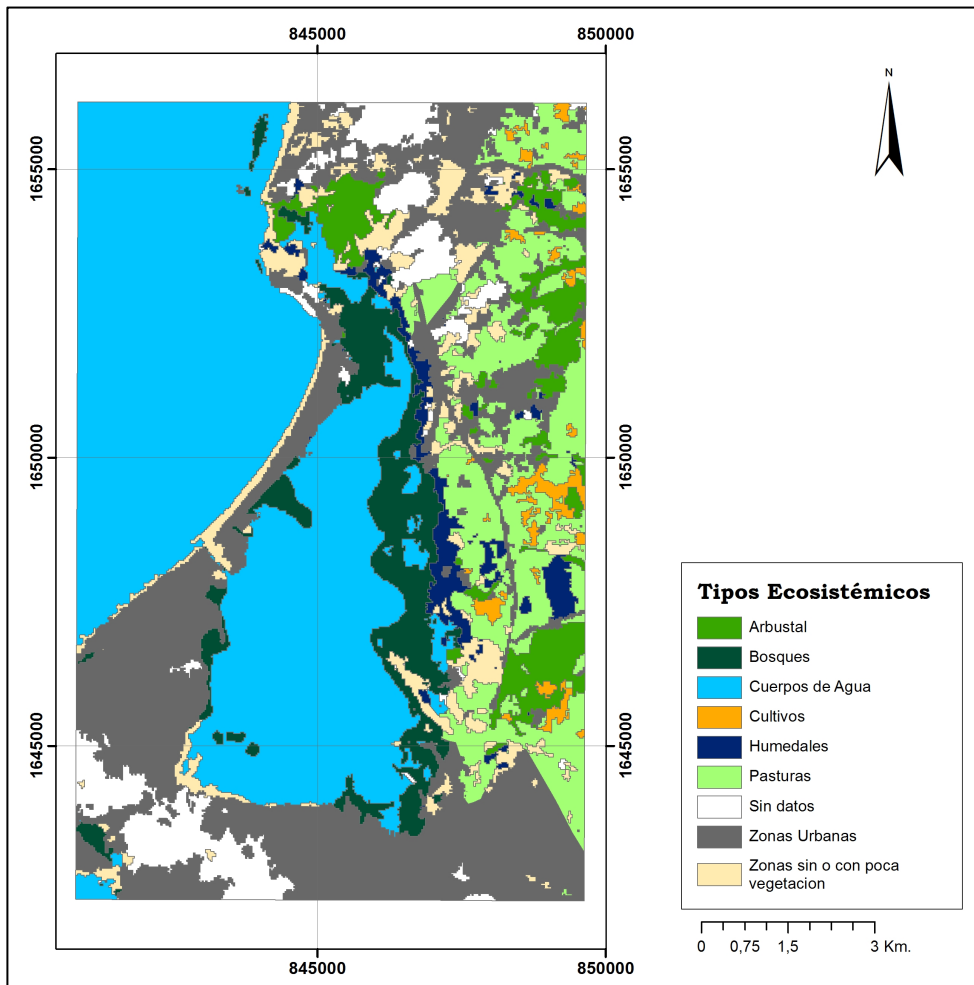 845000
850000
N
1655000
1655000
1650000
1650000
1645000
1645000
Tipos Ecosistémicos
Arbustal
Bosques
Cuerpos de Agua
Cultivos
Humedales
Pasturas
Sin datos
Zonas Urbanas
Zonas sin o con poca
vegetacion
0 0,75 1,5 3 Km.
845000
850000